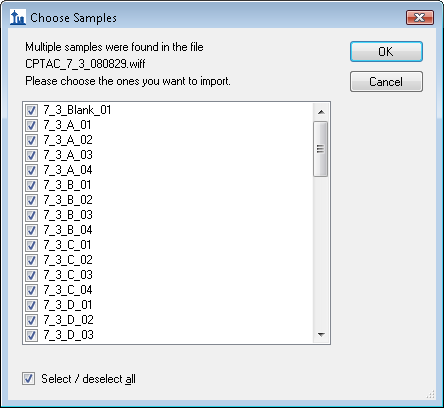 Choose Samples
Multiple samples were found in the file
CPTAC_7_3_080829.wiff
Please choose the ones you want to import.
OK
Cancel
7_3_Blank_01
7_3_A_01
7_3_A_02
7_3_A_03
7_3_A_04
7_3_B_01
7_3_B_02
7_3_B_03
7_3_B_04
7_3_C_01
7_3_C_02
7_3_C_03
7_3_C_04
7_3_D_01
7_3_D_02
7_3_D_03
Select / deselect all